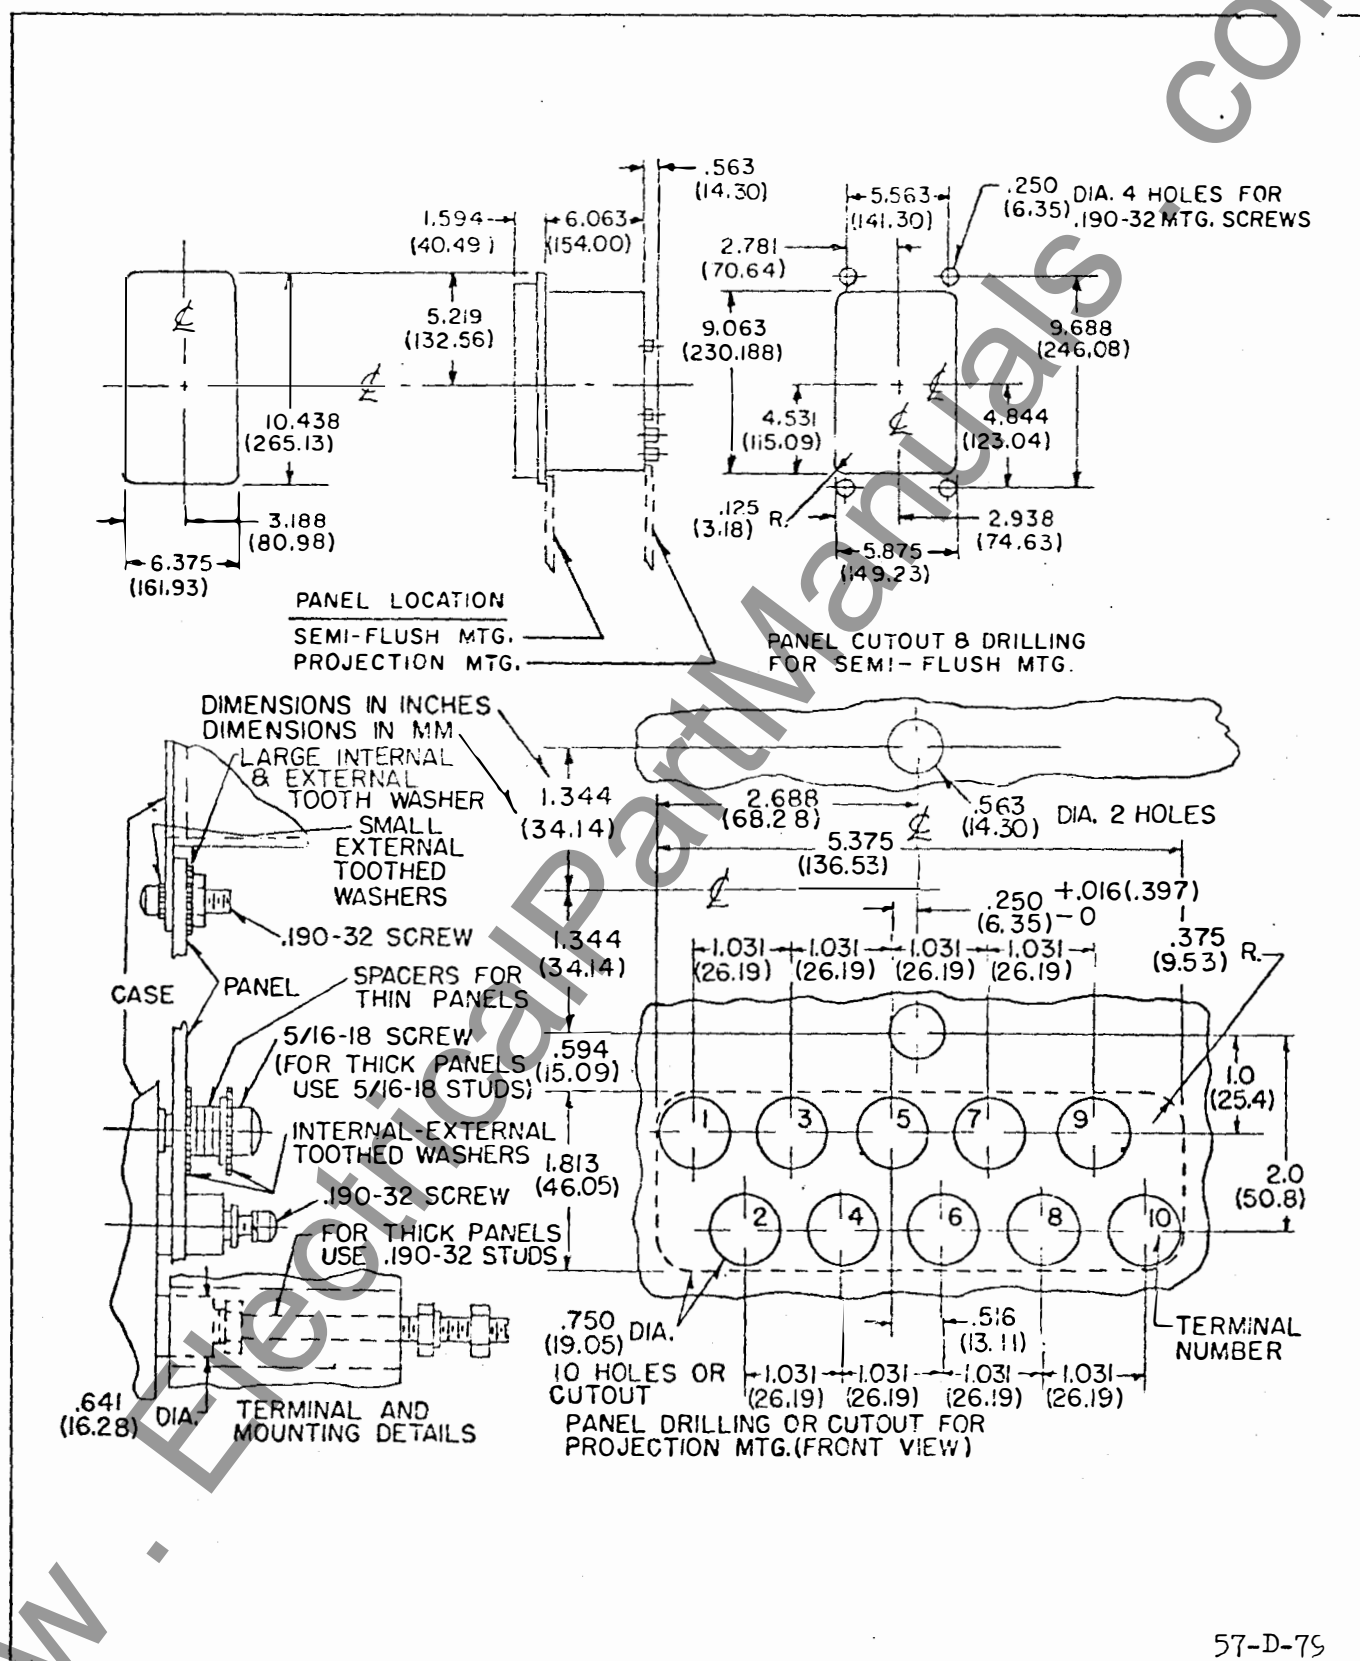 .563
(14.30)
1.594
(40.49)
6.063
(154.00)
5.563
(141.30)
.250
(6.35)
DIA. 4 HOLES FOR
.190-32 MTG. SCREWS
2.781
(70.64)
5.219
(132.56)
9.063
(230.188)
9.688
(246.08)
10.438
(265.13)
4.531
(115.09)
4.844
(123.04)
3.188
(80.98)
.125
(3.18)
R.
2.938
(74.63)
6.375
(161.93)
5.875
(149.23)
PANEL LOCATION
SEMI-FLUSH MTG.
PROJECTION MTG.
PANEL CUTOUT & DRILLING
FOR SEMI-FLUSH MTG.
DIMENSIONS IN INCHES
DIMENSIONS IN MM
LARGE INTERNAL
& EXTERNAL
TOOTH WASHER
SMALL
EXTERNAL
TOOTHED
WASHERS
1.344
(34.14)
2.688
(68.28)
.563
(14.30)
DIA. 2 HOLES
5.375
(136.53)
.250
(6.35)
+.016(.397)
-0
.190-32 SCREW
1.344
(34.14)
1.031 1.031 1.031 1.031
(26.19) (26.19) (26.19) (26.19)
.375
(9.53)
R.
CASE
PANEL
SPACERS FOR
THIN PANELS
5/16-18 SCREW
(FOR THICK PANELS
USE 5/16-18 STUDS)
.594
(15.09)
1.0
(25.4)
INTERNAL-EXTERNAL
TOOTHED WASHERS
1.813
(46.05)
1 3 5 7 9
2.0
(50.8)
.190-32 SCREW
2 4 6 8 10
FOR THICK PANELS
USE .190-32 STUDS
.750
(19.05)
DIA.
10 HOLES OR
CUTOUT
.516
(13.11)
TERMINAL
NUMBER
1.031 1.031 1.031 1.031
(26.19) (26.19) (26.19) (26.19)
.641
(16.28)
DIA.
TERMINAL AND
MOUNTING DETAILS
PANEL DRILLING OR CUTOUT FOR
PROJECTION MTG.(FRONT VIEW)
w . ElectricalPartManuals . co